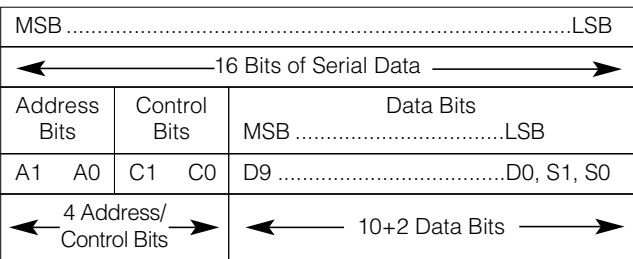 MSB ........................................................................LSB
16 Bits of Serial Data
Address Bits
Control Bits
Data Bits
MSB .................................LSB
A1 A0 C1 C0 D9 ....................................D0, S1, S0
4 Address/
Control Bits
10+2 Data Bits